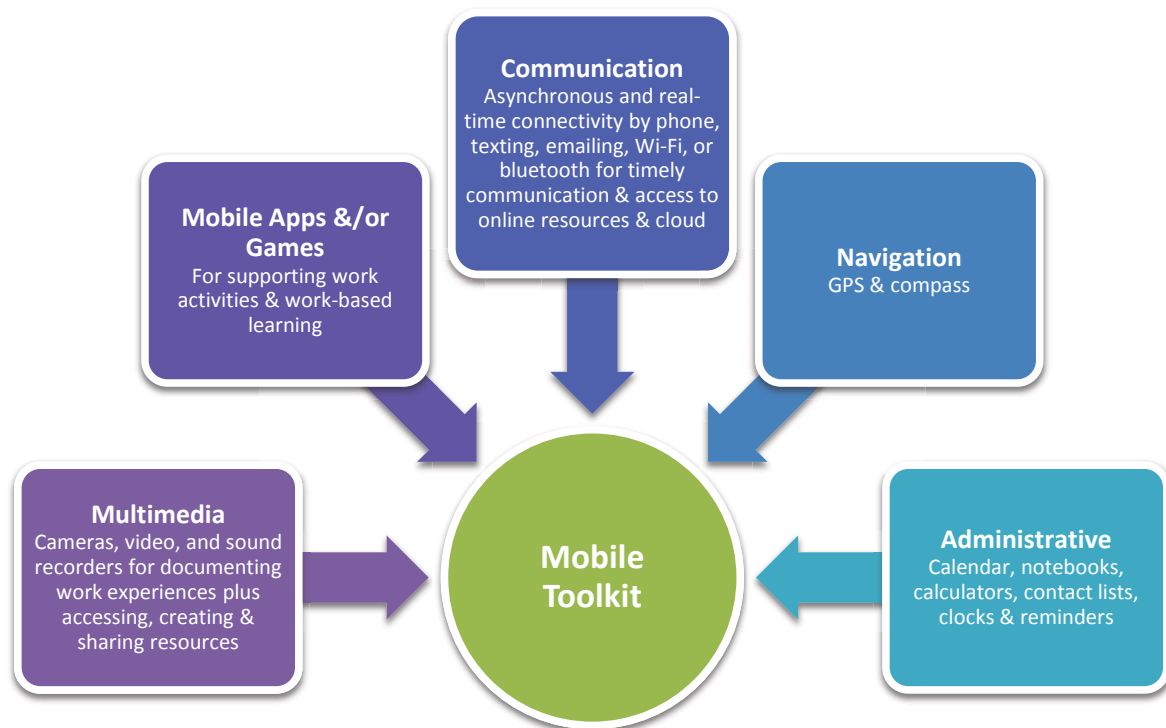 Communication
Asynchronous and real-
time connectivity by phone,
texting, emailing, Wi-Fi, or
bluetooth for timely
communication & access to
online resources & cloud
Mobile Apps &/or
Games
For supporting work
activities & work-based
learning
Navigation
GPS & compass
Multimedia
Cameras, video, and sound
recorders for documenting
work experiences plus
accessing, creating &
sharing resources
Mobile
Toolkit
Administrative
Calendar, notebooks,
calculators, contact lists,
clocks & reminders